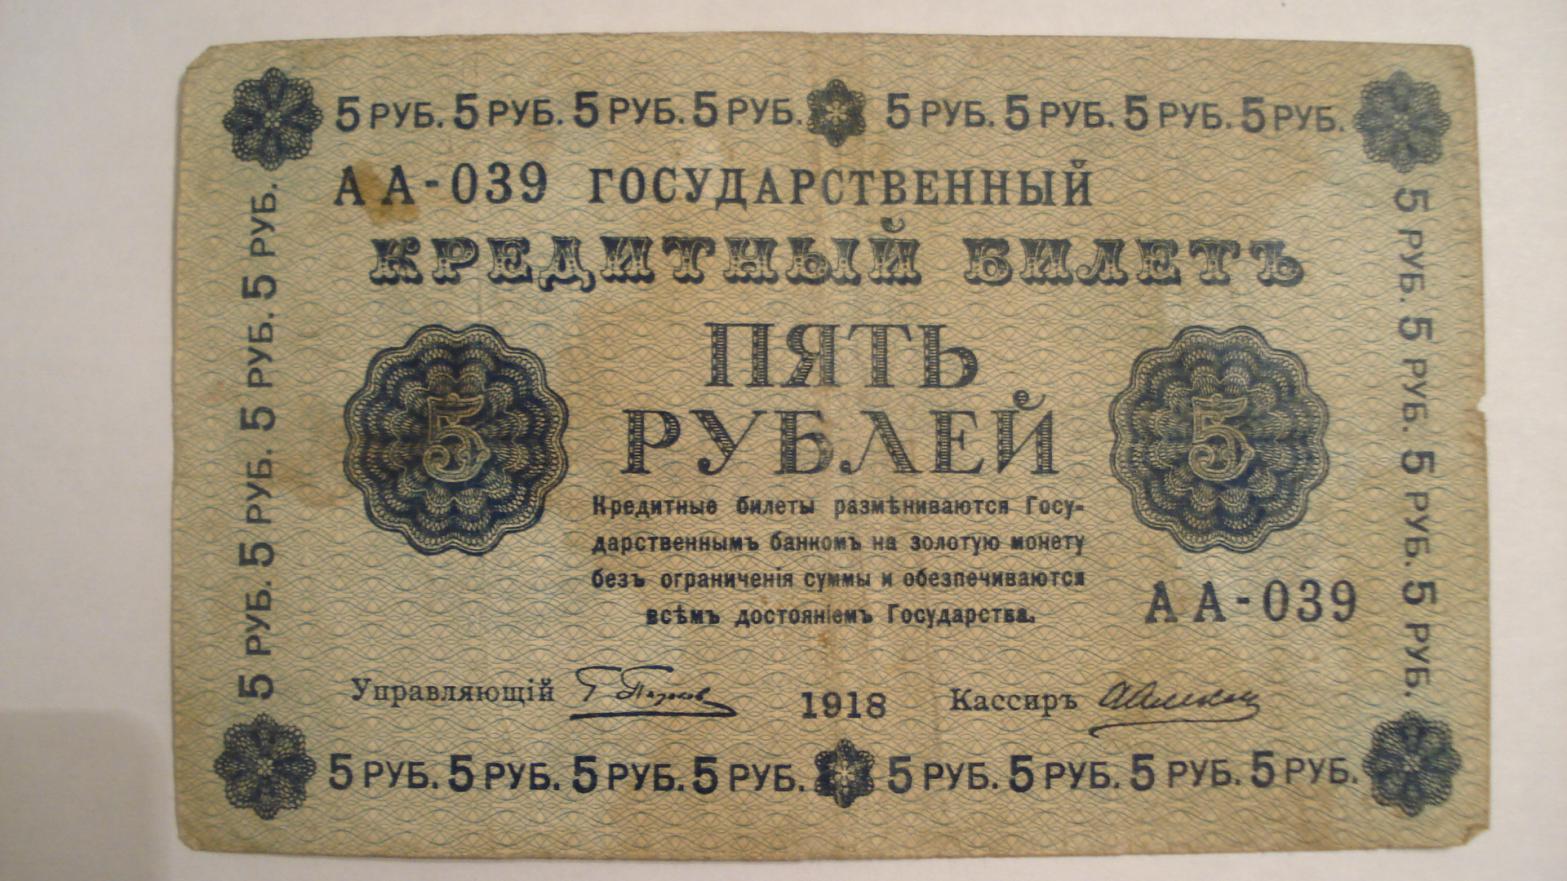 5 РУБ. 5 РУБ. 5 РУБ. 5 РУБ. 5 РУБ. 5 РУБ. 5 РУБ. 5 РУБ.
АА-039 ГОСУДАРСТВЕННЫЙ
КРЕДИТНЫЙ БИЛЕТЪ
ПЯТЬ
РУБЛЕЙ
5
5
Кредитные билеты размѣниваются Госу-
дарственнымъ банкомъ на золотую монету
безъ ограниченія суммы и обезпечиваются
всѣмъ достояніемъ Государства.
АА-039
Управляющій
1918
Кассиръ
5 РУБ. 5 РУБ. 5 РУБ. 5 РУБ.
5 РУБ. 5 РУБ. 5 РУБ. 5 РУБ.
5 РУБ. 5 РУБ. 5 РУБ. 5 РУБ. 5 РУБ. 5 РУБ. 5 РУБ. 5 РУБ.